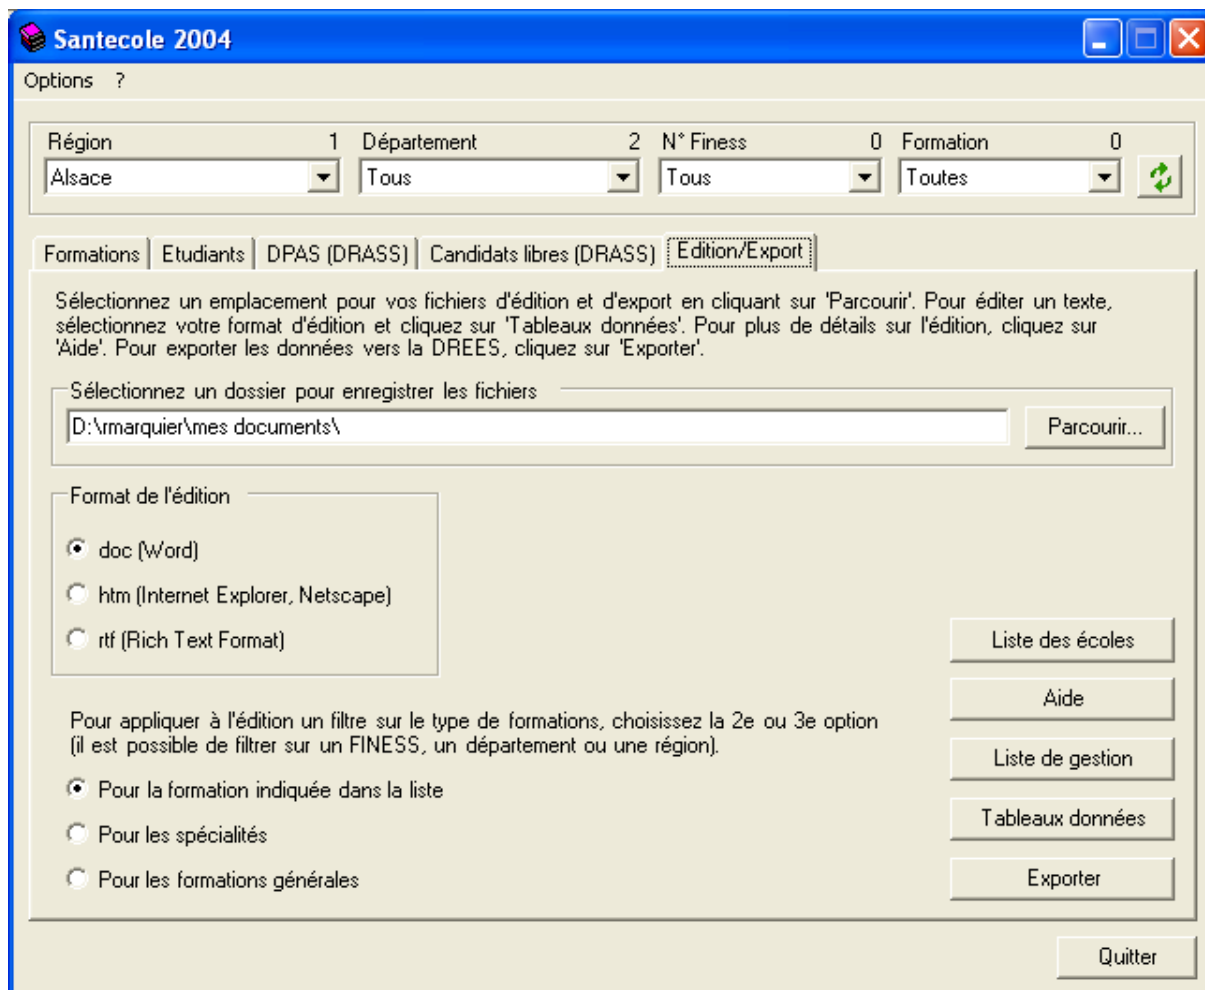 Santecole 2004
Options ?
Région 1 Département 2 N° Finess 0 Formation 0
Alsace Tous Tous Toutes
Formations Etudiants DPAS (DRASS) Candidats libres (DRASS) Edition/Export
Sélectionnez un emplacement pour vos fichiers d'édition et d'export en cliquant sur 'Parcourir'. Pour éditer un texte,
sélectionnez votre format d'édition et cliquez sur 'Tableaux données'. Pour plus de détails sur l'édition, cliquez sur
'Aide'. Pour exporter les données vers la DREES, cliquez sur 'Exporter'.
Sélectionnez un dossier pour enregistrer les fichiers
D:\rmarquier\mes documents\ Parcourir...
Format de l'édition
doc (Word)
htm (Internet Explorer, Netscape)
rtf (Rich Text Format)
Liste des écoles
Aide
Pour appliquer à l'édition un filtre sur le type de formations, choisissez la 2e ou 3e option
(il est possible de filtrer sur un FINESS, un département ou une région).
Liste de gestion
Pour la formation indiquée dans la liste
Tableaux données
Pour les spécialités
Pour les formations générales
Exporter
Quitter